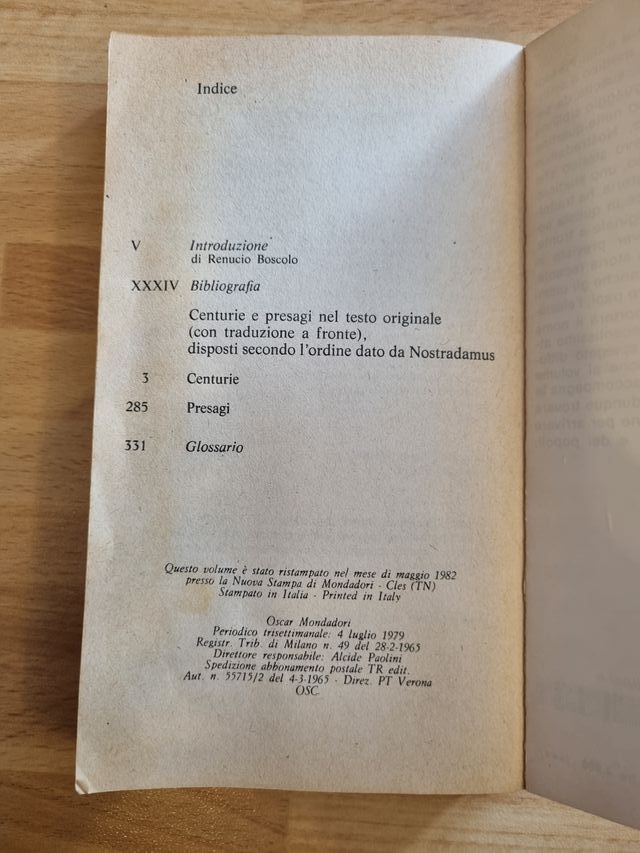 Indice
V Introduzione
di Renucio Boscolo
XXXIV Bibliografia
Centurie e presagi nel testo originale
(con traduzione a fronte),
disposti secondo l'ordine dato da Nostradamus
3 Centurie
285 Presagi
331 Glossario
Questo volume è stato ristampato nel mese di maggio 1982
presso la Nuova Stampa di Mondadori - Cles (TN)
Stampato in Italia - Printed in Italy
Oscar Mondadori
Periodico trisettimanale: 4 luglio 1979
Registr. Trib. di Milano n. 49 del 28-2-1965
Direttore responsabile: Alcide Paolini
Spedizione abbonamento postale TR edit.
Aut. n. 55715/2 del 4-3-1965 - Direz. PT Verona
OSC